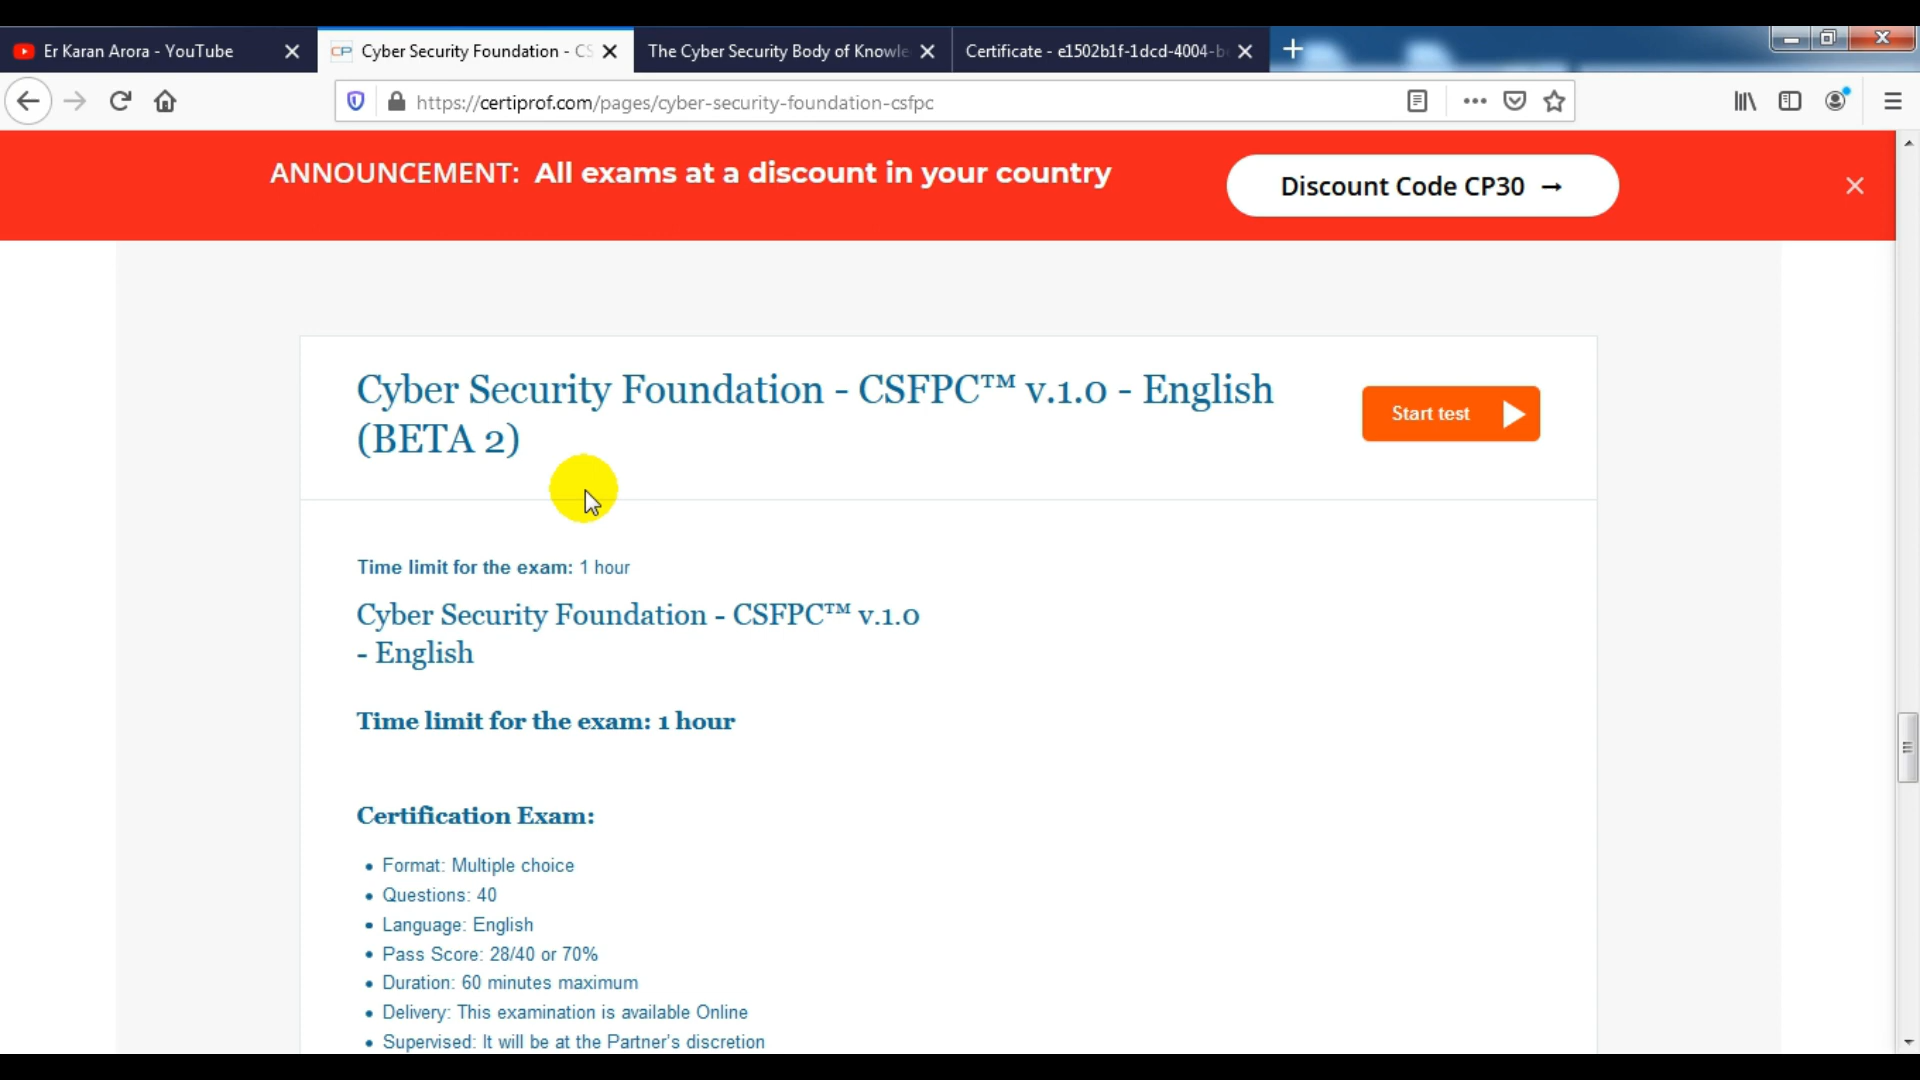 Er Karan Arora - YouTube
Cyber Security Foundation - CS
The Cyber Security Body of Knowle
Certificate - e1502b1f-1dcd-4004-b
https://certiprof.com/pages/cyber-security-foundation-csfpc
ANNOUNCEMENT: All exams at a discount in your country
Discount Code CP30 →
Cyber Security Foundation - CSFPC™ v.1.0 - English
(BETA 2)
Start test
Time limit for the exam: 1 hour
Cyber Security Foundation - CSFPC™ v.1.0
- English
Time limit for the exam: 1 hour
Certification Exam:
• Format: Multiple choice
• Questions: 40
• Language: English
• Pass Score: 28/40 or 70%
• Duration: 60 minutes maximum
• Delivery: This examination is available Online
• Supervised: It will be at the Partner's discretion